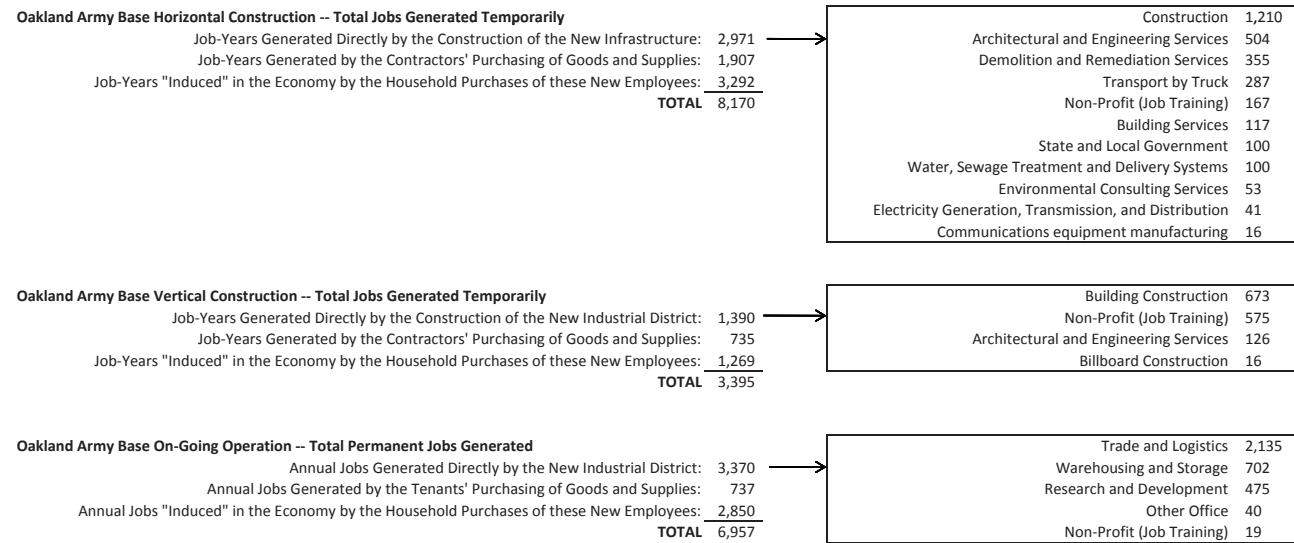 Oakland Army Base Horizontal Construction -- Total Jobs Generated Temporarily
Job-Years Generated Directly by the Construction of the New Infrastructure: 2,971
Job-Years Generated by the Contractors' Purchasing of Goods and Supplies: 1,907
Job-Years "Induced" in the Economy by the Household Purchases of these New Employees: 3,292
TOTAL 8,170
Construction 1,210
Architectural and Engineering Services 504
Demolition and Remediation Services 355
Transport by Truck 287
Non-Profit (Job Training) 167
Building Services 117
State and Local Government 100
Water, Sewage Treatment and Delivery Systems 100
Environmental Consulting Services 53
Electricity Generation, Transmission, and Distribution 41
Communications equipment manufacturing 16
Oakland Army Base Vertical Construction -- Total Jobs Generated Temporarily
Job-Years Generated Directly by the Construction of the New Industrial District: 1,390
Job-Years Generated by the Contractors' Purchasing of Goods and Supplies: 735
Job-Years "Induced" in the Economy by the Household Purchases of these New Employees: 1,269
TOTAL 3,395
Building Construction 673
Non-Profit (Job Training) 575
Architectural and Engineering Services 126
Billboard Construction 16
Oakland Army Base On-Going Operation -- Total Permanent Jobs Generated
Annual Jobs Generated Directly by the New Industrial District: 3,370
Annual Jobs Generated by the Tenants' Purchasing of Goods and Supplies: 737
Annual Jobs "Induced" in the Economy by the Household Purchases of these New Employees: 2,850
TOTAL 6,957
Trade and Logistics 2,135
Warehousing and Storage 702
Research and Development 475
Other Office 40
Non-Profit (Job Training) 19